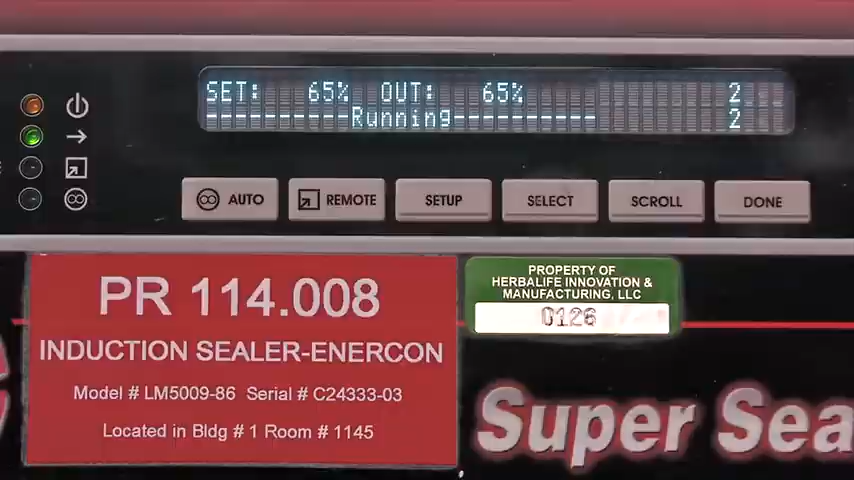 SET: 65% OUT: 65% 2
----------Running---------- 2
AUTO REMOTE SETUP SELECT SCROLL DONE
PR 114.008
INDUCTION SEALER-ENERCON
Model # LM5009-86 Serial # C24333-03
Located in Bldg # 1 Room # 1145
PROPERTY OF
HERBALIFE INNOVATION &
MANUFACTURING, LLC
0126
Super Sea